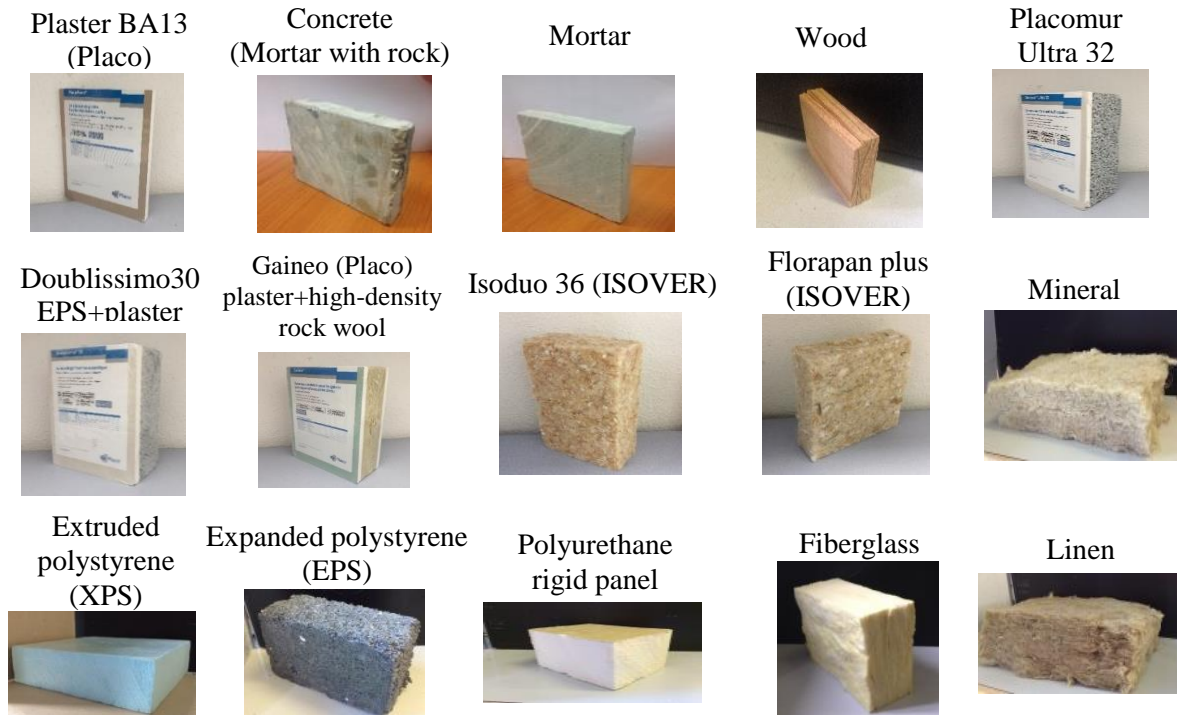 Plaster BA13
(Placo)
Concrete
(Mortar with rock)
Mortar
Wood
Placomur
Ultra 32
Doublissimo30
EPS+plaster
Gaineo (Placo)
plaster+high-density
rock wool
Isoduo 36 (ISOVER)
Florapan plus
(ISOVER)
Mineral
Extruded
polystyrene
(XPS)
Expanded polystyrene
(EPS)
Polyurethane
rigid panel
Fiberglass
Linen